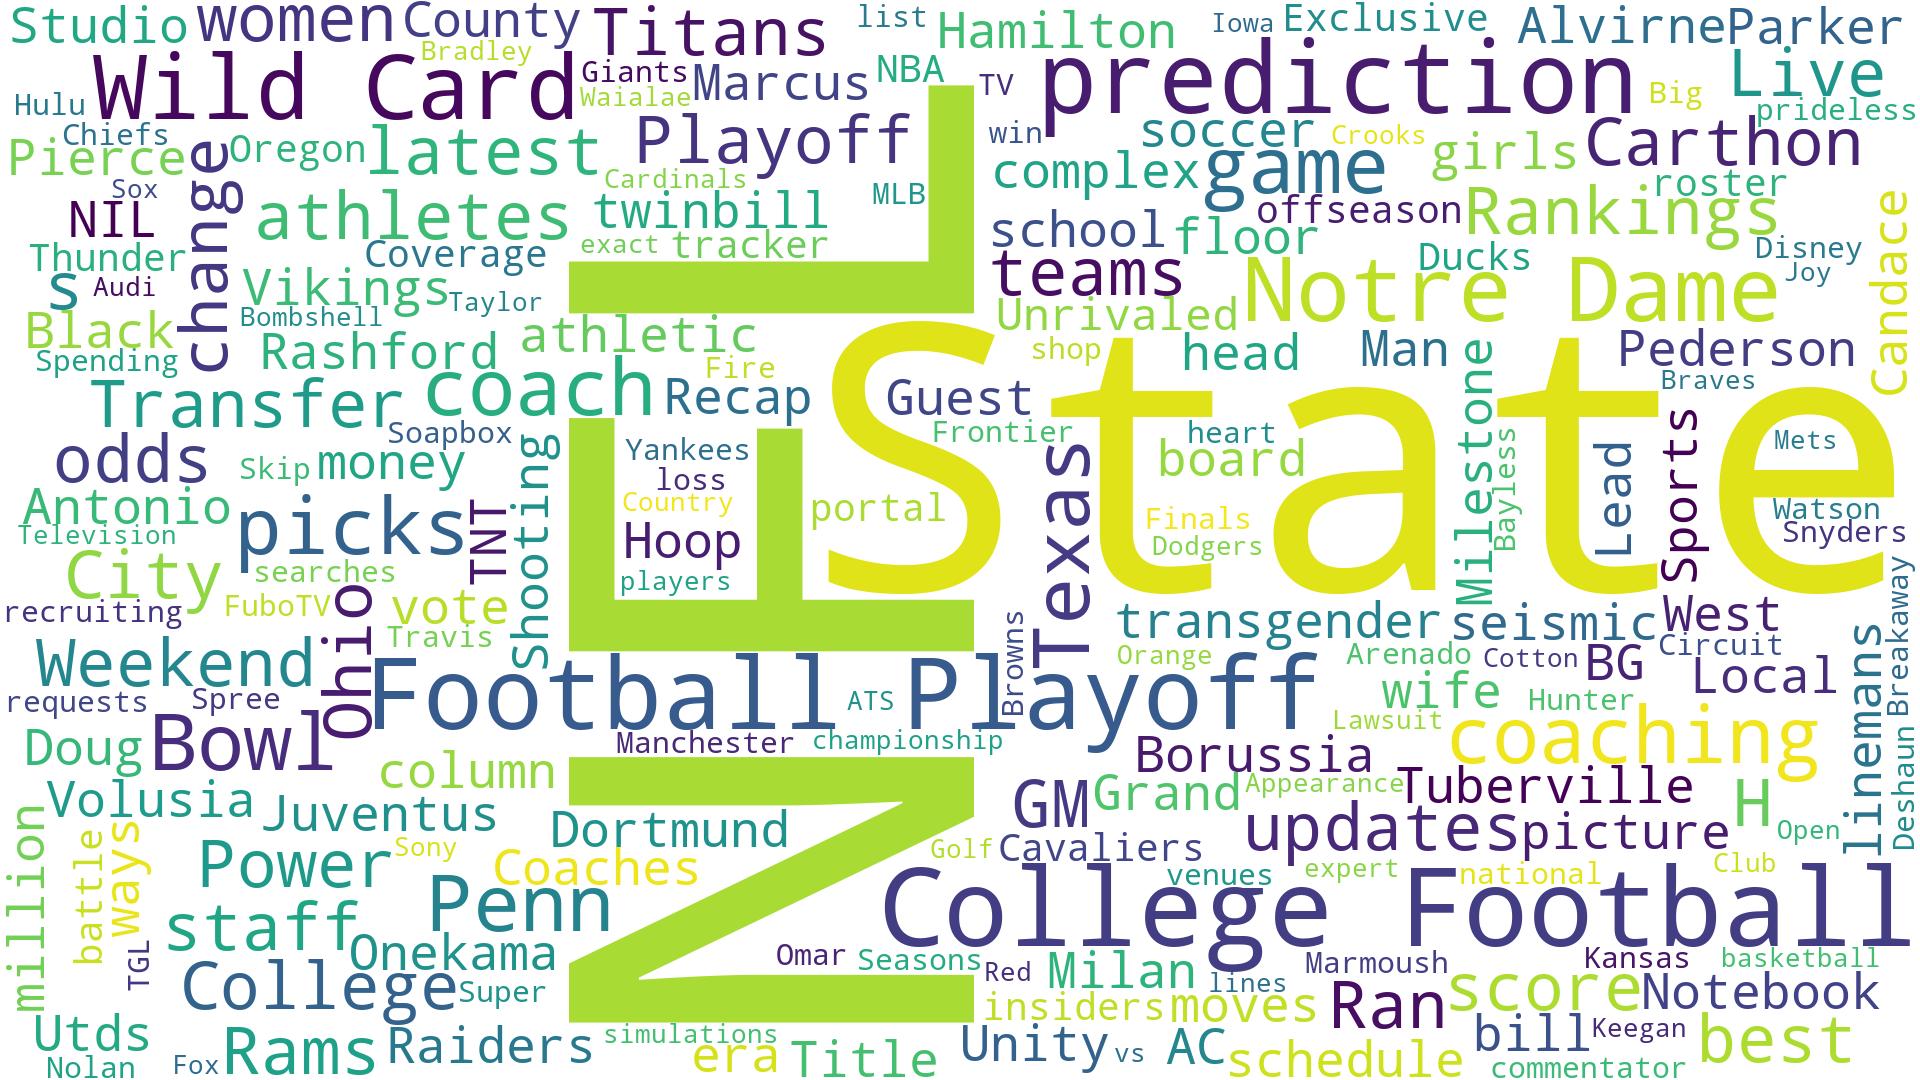 Studio
women
County
Titans
list
Hamilton
Iowa
Exclusive
Alvirne
Parker
Bradley
Wild Card
Giants
Waialae
Marcus
NBA
TV
prediction
Big
Live
Hulu
prideless
Chiefs
Pierce
Oregon
latest
Playoff
win
soccer
Crooks
complex
game
girls
Carthon
Sox
change
Cardinals
MLB
roster
NIL
athletes
twinbill
school
floor
offseason
Rankings
Candace
Thunder
Coverage
exact
tracker
teams
Ducks
Disney
s
Audi
Vikings
Taylor
NFL
Notre Dame
Joy
Black
Bombshell
athletic
Unrivaled
Spending
Rashford
Fire
State
shop
head
Man
Milestone
Pederson
Transfer
coach
Recap
Guest
Braves
Soapbox
Shooting
Frontier
heart
odds
Skip
money
Yankees
loss
Texas
board
Bayless
Lead
Sports
Mets
Antonio
Television
picks
TNT
Country
Hoop
portal
Finals
Dodgers
Watson
Snyders
City
searches
players
recruiting
FuboTV
vote
Travis
Ohio
Browns
transgender
seismic
West
Circuit
Breakaway
Weekend
Football Playoff
Orange
Arenado
Cotton
BG
Local
linemans
requests
Spree
ATS
wife
Hunter
Doug
Bowl
Manchester
championship
Lawsuit
coaching
Borussia
column
Deshaun
Volusia
Juventus
GM
Grand
Appearance
Tuberville
H
million
battle
ways
Dortmund
updates
picture
Open
Power
Sony
Coaches
Golf
Cavaliers
expert
Club
Penn
venues
national
staff
College Football
Onekama
TGL
Omar
Seasons
Red
Milan
lines
Marmoush
Kansas
basketball
College
Super
insiders
moves
Ran
score
Notebook
Utds
simulations
Unity
vs
AC
bill
Keegan
best
Nolan
Fox
Rams
Raiders
era
Title
schedule
commentator